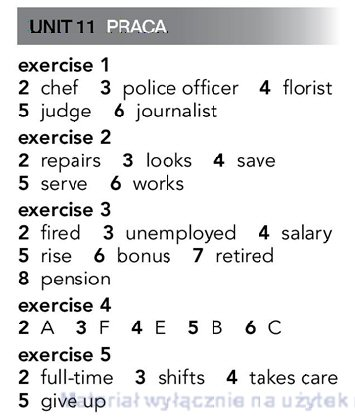 UNIT 11 PRACA
exercise 1
2 chef 3 police officer 4 florist
5 judge 6 journalist
exercise 2
2 repairs 3 looks 4 save
5 serve 6 works
exercise 3
2 fired 3 unemployed 4 salary
5 rise 6 bonus 7 retired
8 pension
exercise 4
2 A 3 F 4 E 5 B 6 C
exercise 5
2 full-time 3 shifts 4 takes care
5 give up
Materiał wyłącznie na użytek